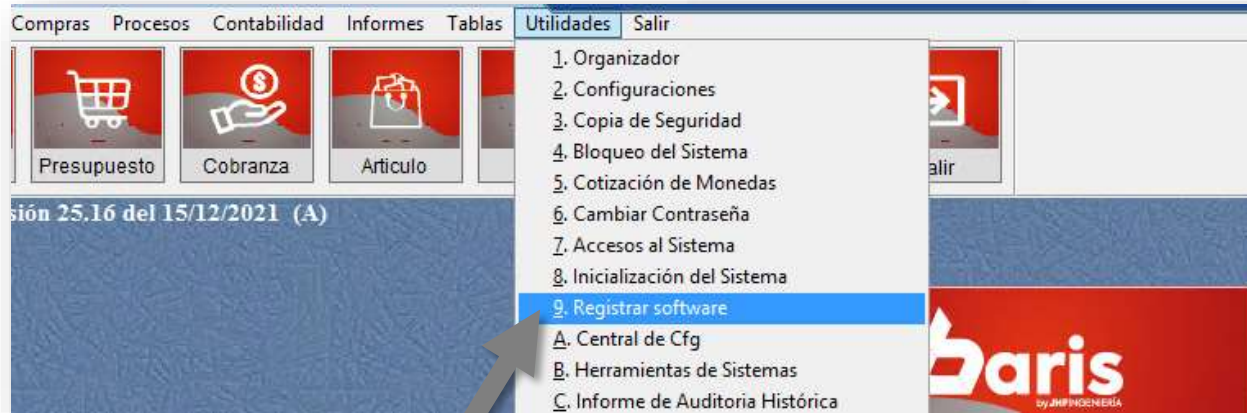 Compras Procesos Contabilidad Informes Tablas Utilidades Salir
1. Organizador
2. Configuraciones
3. Copia de Seguridad
4. Bloqueo del Sistema
5. Cotización de Monedas
6. Cambiar Contraseña
7. Accesos al Sistema
8. Inicialización del Sistema
9. Registrar software
A. Central de Cfg
B. Herramientas de Sistemas
C. Informe de Auditoria Histórica
Presupuesto Cobranza Articulo alir
sión 25.16 del 15/12/2021 (A)
baris
by JHPINGENIERÍA